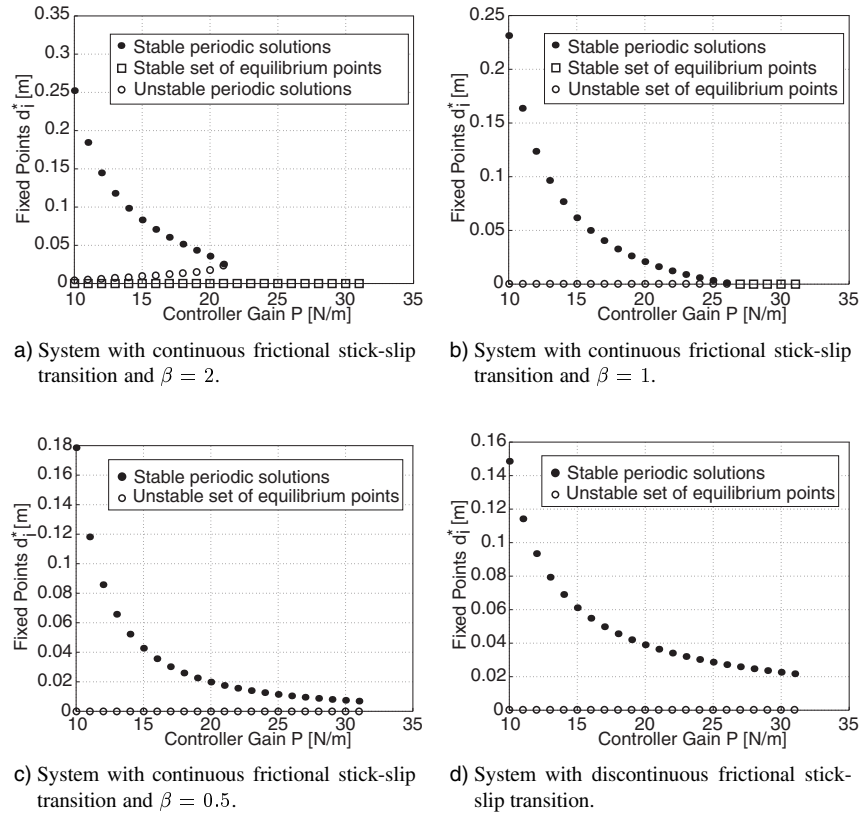 0.35
0.3
0.25
0.2
0.15
0.1
0.05
0
10 15 20 25 30 35
Fixed Points d*i [m]
Controller Gain P [N/m]
Stable periodic solutions
Stable set of equilibrium points
Unstable periodic solutions
a) System with continuous frictional stick-slip
transition and β = 2.
0.25
0.2
0.15
0.1
0.05
0
10 15 20 25 30 35
Fixed Points d*i [m]
Controller Gain P [N/m]
Stable periodic solutions
Stable set of equilibrium points
Unstable set of equilibrium points
b) System with continuous frictional stick-slip
transition and β = 1.
0.18
0.16
0.14
0.12
0.1
0.08
0.06
0.04
0.02
0
10 15 20 25 30 35
Fixed Points d*i [m]
Controller Gain P [N/m]
Stable periodic solutions
Unstable set of equilibrium points
c) System with continuous frictional stick-slip
transition and β = 0.5.
0.16
0.14
0.12
0.1
0.08
0.06
0.04
0.02
0
10 15 20 25 30 35
Fixed Points d*i [m]
Controller Gain P [N/m]
Stable periodic solutions
Unstable set of equilibrium points
d) System with discontinuous frictional stick-
slip transition.